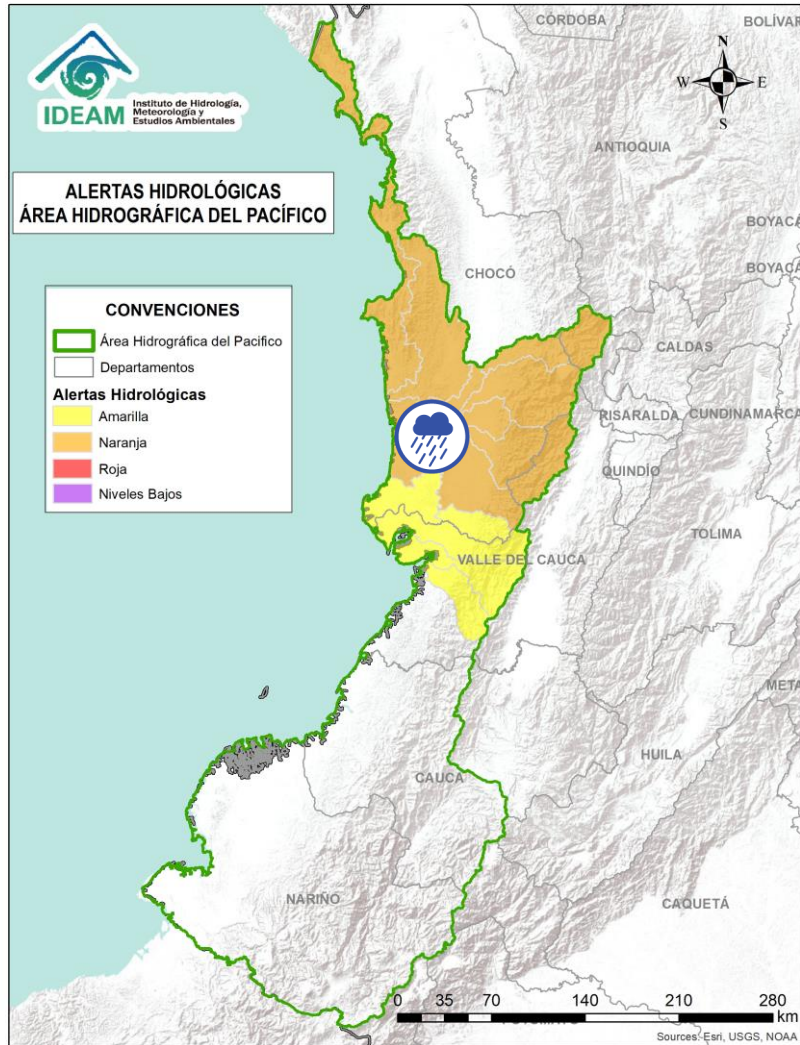 CÓRDOBA
BOLÍVAR
IDEAM
Instituto de Hidrología,
Meteorología y
Estudios Ambientales
N
W E
S
ANTIOQUIA
ALERTAS HIDROLÓGICAS
ÁREA HIDROGRÁFICA DEL PACÍFICO
BOYACÁ
BOYACÁ
CHOCÓ
CONVENCIONES
Área Hidrográfica del Pacifico
Departamentos
Alertas Hidrológicas
Amarilla
Naranja
Roja
Niveles Bajos
CALDAS
RISARALDA
CUNDINAMARCA
QUINDÍO
TOLIMA
VALLE DEL CAUCA
META
HUILA
CAUCA
NARIÑO
CAQUETÁ
0 35 70 140 210 280
km
Sources: Esri, USGS, NOAA